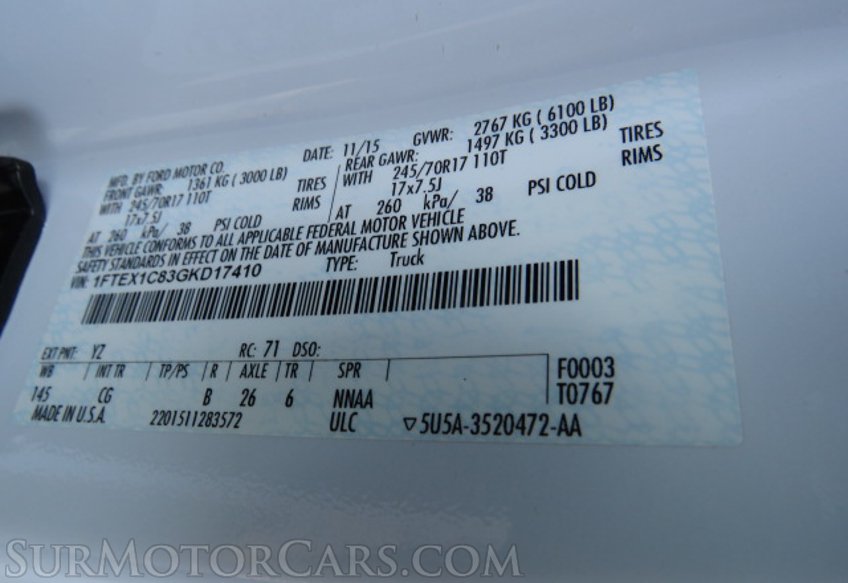 MFD. BY FORD MOTOR CO. DATE: 11/15 GVWR: 2767 KG ( 6100 LB)
FRONT GAWR: 1361 KG ( 3000 LB) REAR GAWR: 1497 KG ( 3300 LB)
WITH 245/70R17 110T TIRES WITH 245/70R17 110T TIRES
17x7.5J RIMS 17x7.5J RIMS
AT 260 kPa/ 38 PSI COLD AT 260 kPa/ 38 PSI COLD
THIS VEHICLE CONFORMS TO ALL APPLICABLE FEDERAL MOTOR VEHICLE
SAFETY STANDARDS IN EFFECT ON THE DATE OF MANUFACTURE SHOWN ABOVE.
VIN: 1FTEX1C83GKD17410 TYPE: Truck
EXT PNT: YZ RC: 71 DSO:
WB INT TR TP/PS R AXLE TR SPR F0003
145 CG B 26 6 NNAA T0767
MADE IN U.S.A. 2201511283572 ULC ▽5U5A-3520472-AA
SURMOTORCARS.COM